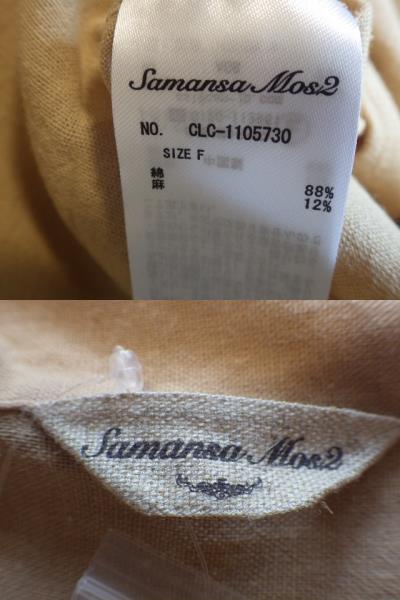 Samansa Mos2
NO. CLC-1105730
SIZE F
綿 88%
麻 12%
Samansa Mos2